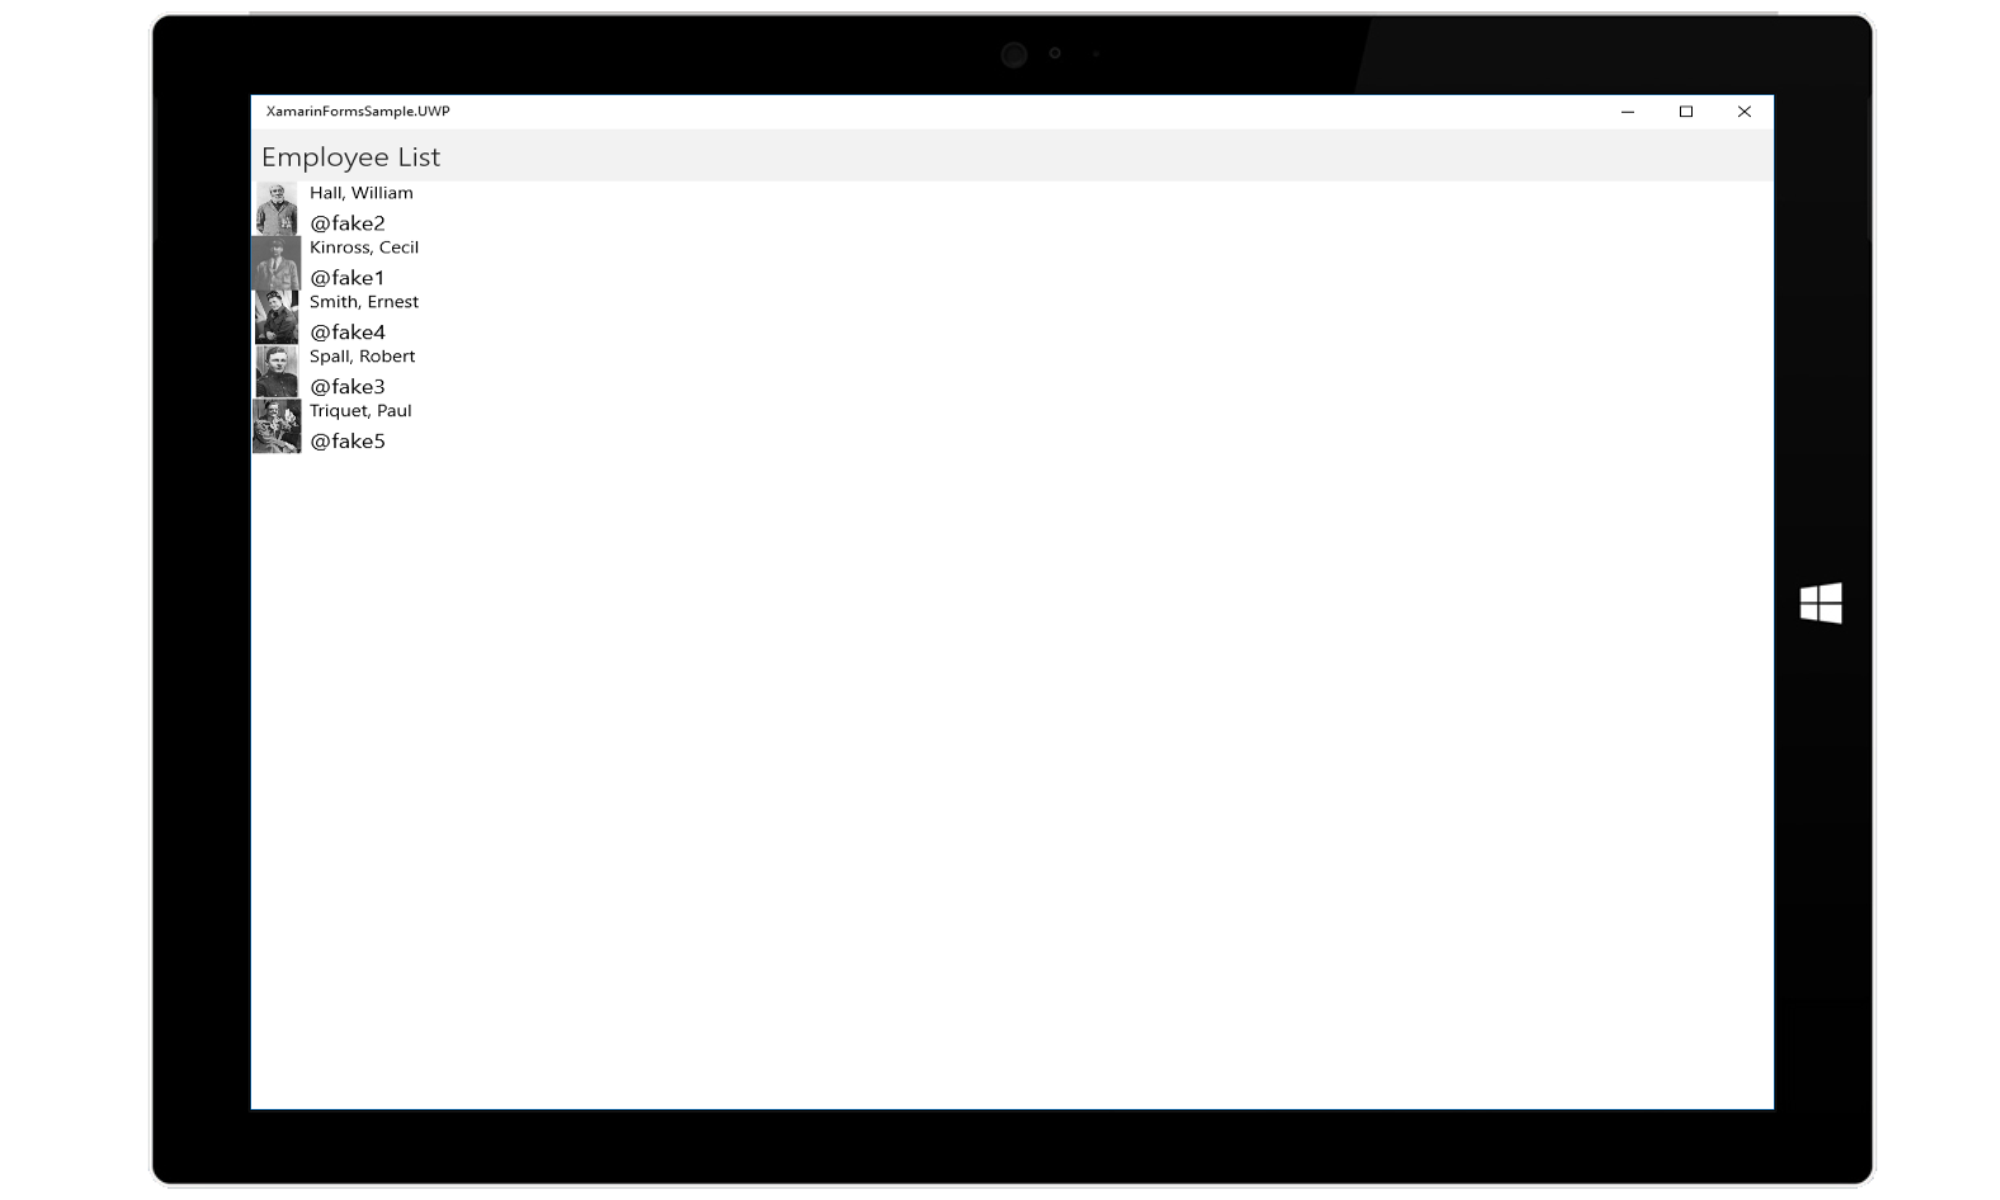 XamarinFormsSample.UWP
Employee List
Hall, William
@fake2
Kinross, Cecil
@fake1
Smith, Ernest
@fake4
Spall, Robert
@fake3
Triquet, Paul
@fake5